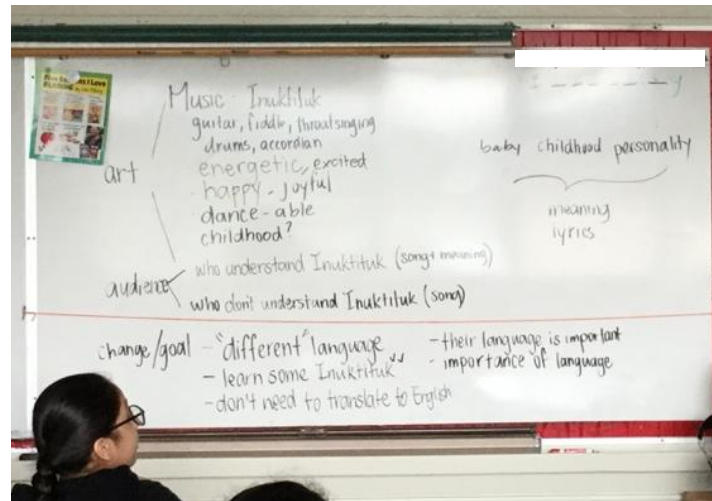 Music - Inuktituk
guitar, fiddle, throatsinging
drums, accordian
energetic, excited
happy - joyful
dance - able
childhood?
art
who understand Inuktituk (song + meaning)
audience
who don't understand Inuktituk (song)
baby childhood personality
meaning
lyrics
change/goal - "different" language
- learn some Inuktituk
- don't need to translate to English
- their language is important
- importance of language